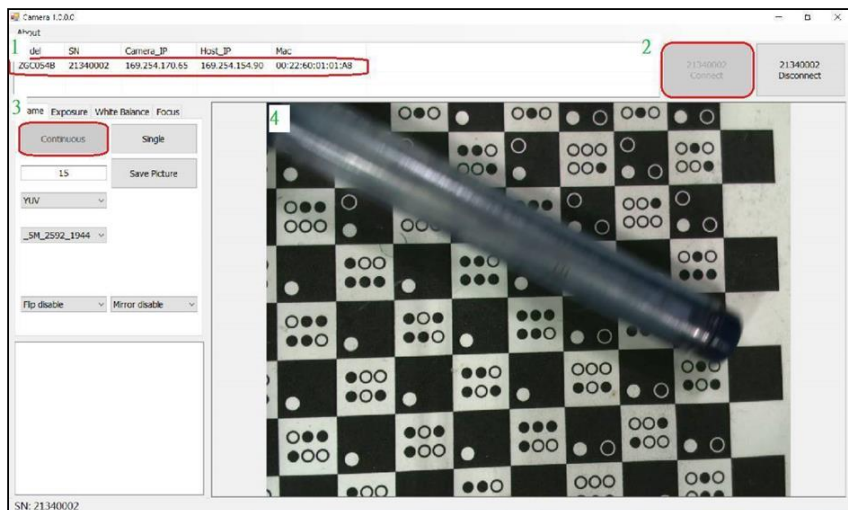 Camera 1.0.0.0
About
1 del SN Camera_IP Host_IP Mac
ZGC054B 21340002 169.254.170.65 169.254.154.90 00:22:60:01:01:A8
2
21340002
Connect
21340002
Disconnect
3 ame Exposure White Balance Focus
Continuous Single
15 Save Picture
YUV
_5M_2592_1944
Flip disable Mirror disable
4
SN: 21340002